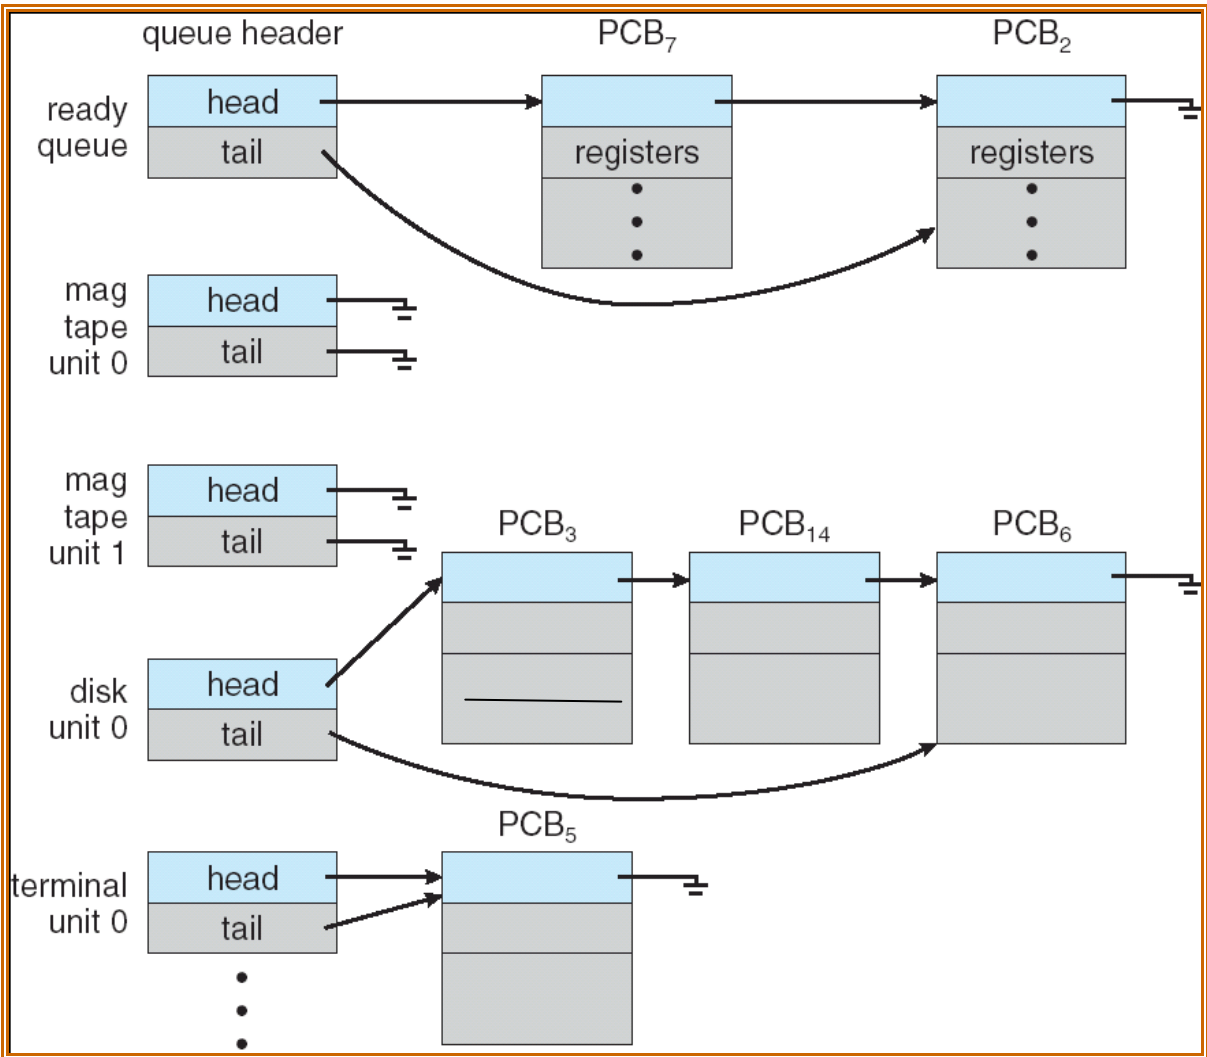 queue header
PCB7
PCB2
ready
queue
head
tail
registers
registers
mag
tape
unit 0
head
tail
mag
tape
unit 1
head
tail
PCB3
PCB14
PCB6
disk
unit 0
head
tail
PCB5
terminal
unit 0
head
tail